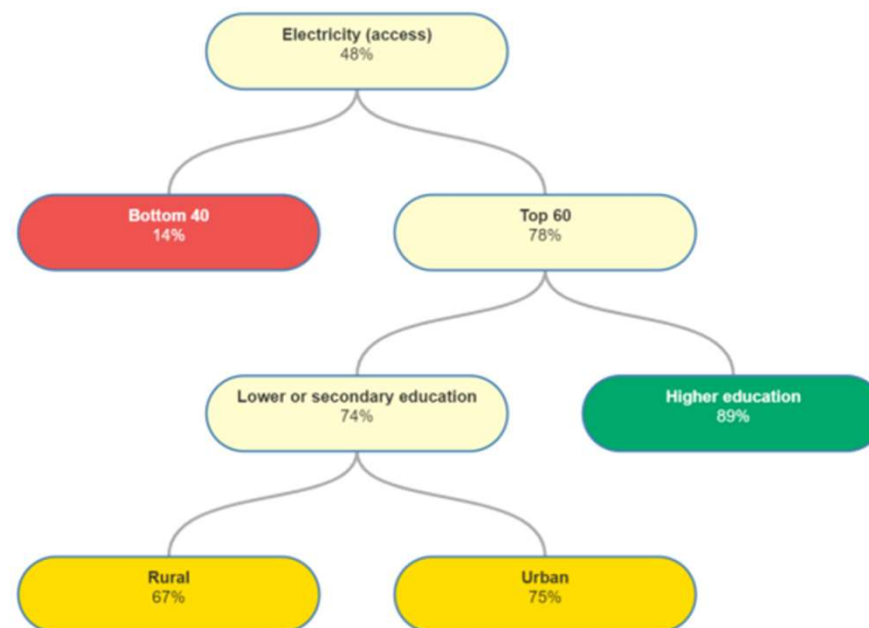 Electricity (access)
48%
Bottom 40
14%
Top 60
78%
Lower or secondary education
74%
Higher education
89%
Rural
67%
Urban
75%